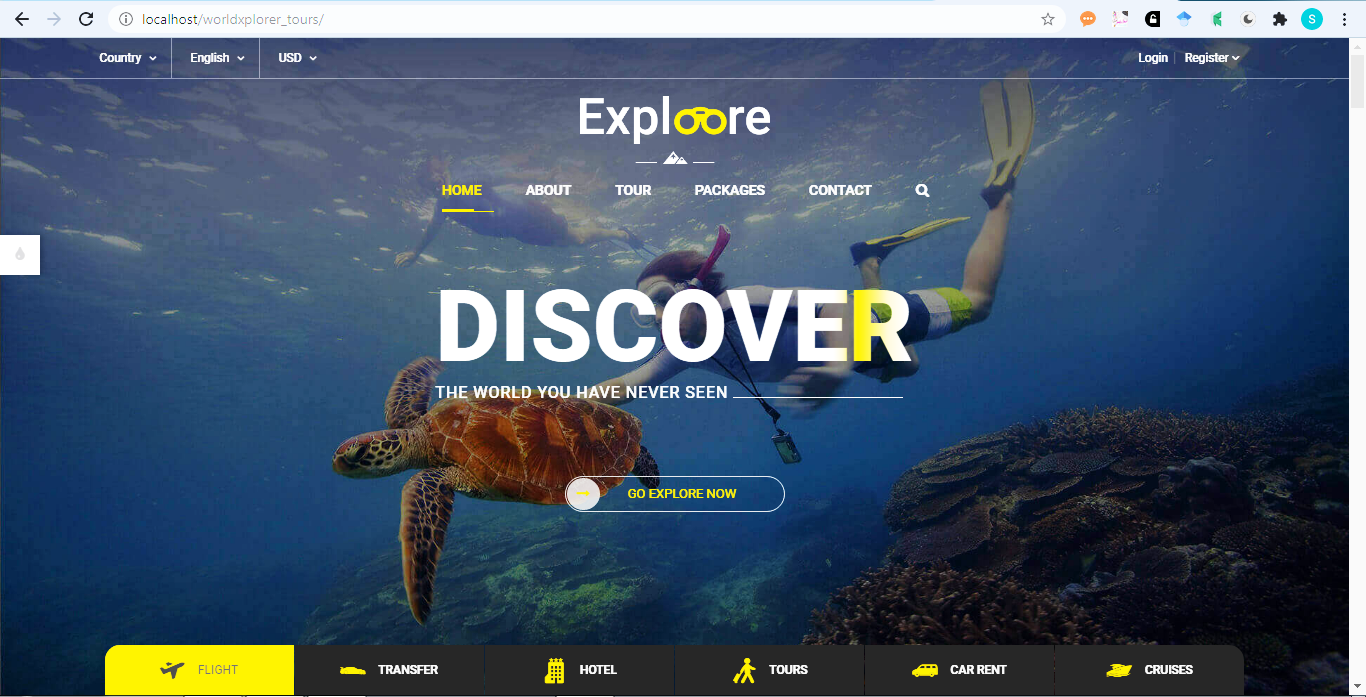 localhost/worldxplorer_tours/
S
Country English USD Login Register
Exploore
HOME ABOUT TOUR PACKAGES CONTACT
DISCOVER
THE WORLD YOU HAVE NEVER SEEN
GO EXPLORE NOW
FLIGHT TRANSFER HOTEL TOURS CAR RENT CRUISES